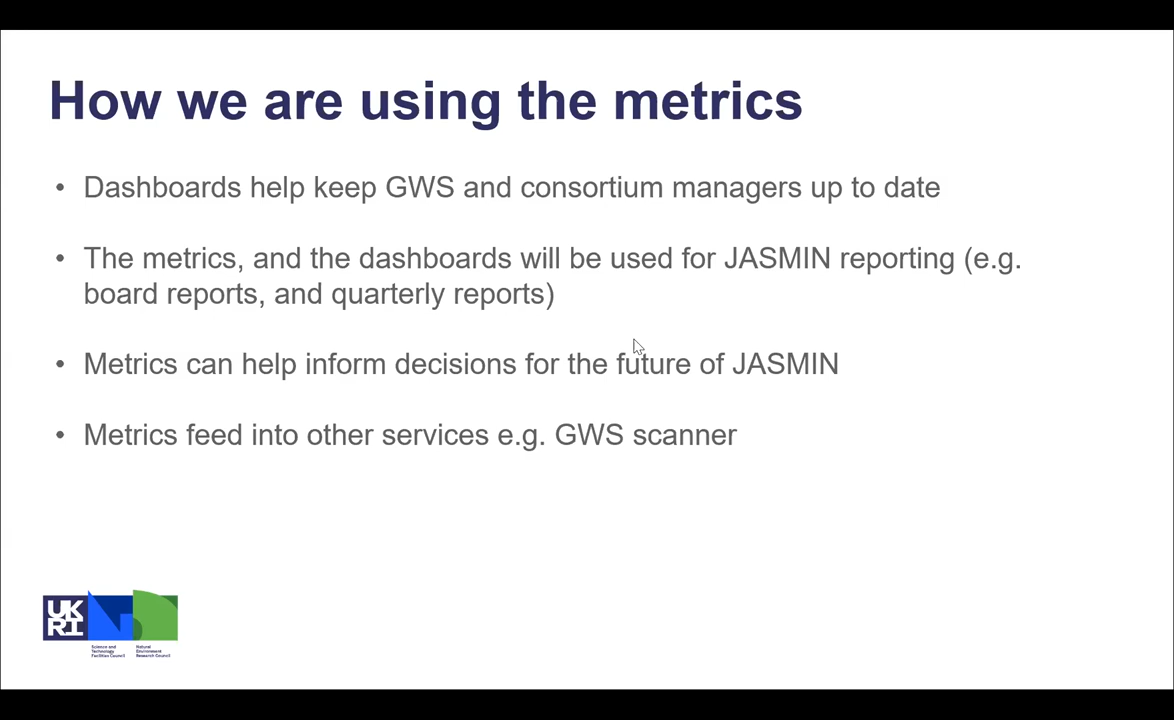 How we are using the metrics
• Dashboards help keep GWS and consortium managers up to date
• The metrics, and the dashboards will be used for JASMIN reporting (e.g.
board reports, and quarterly reports)
• Metrics can help inform decisions for the future of JASMIN
• Metrics feed into other services e.g. GWS scanner
UK
RI
Science and
Technology
Facilities Council
Natural
Environment
Research Council